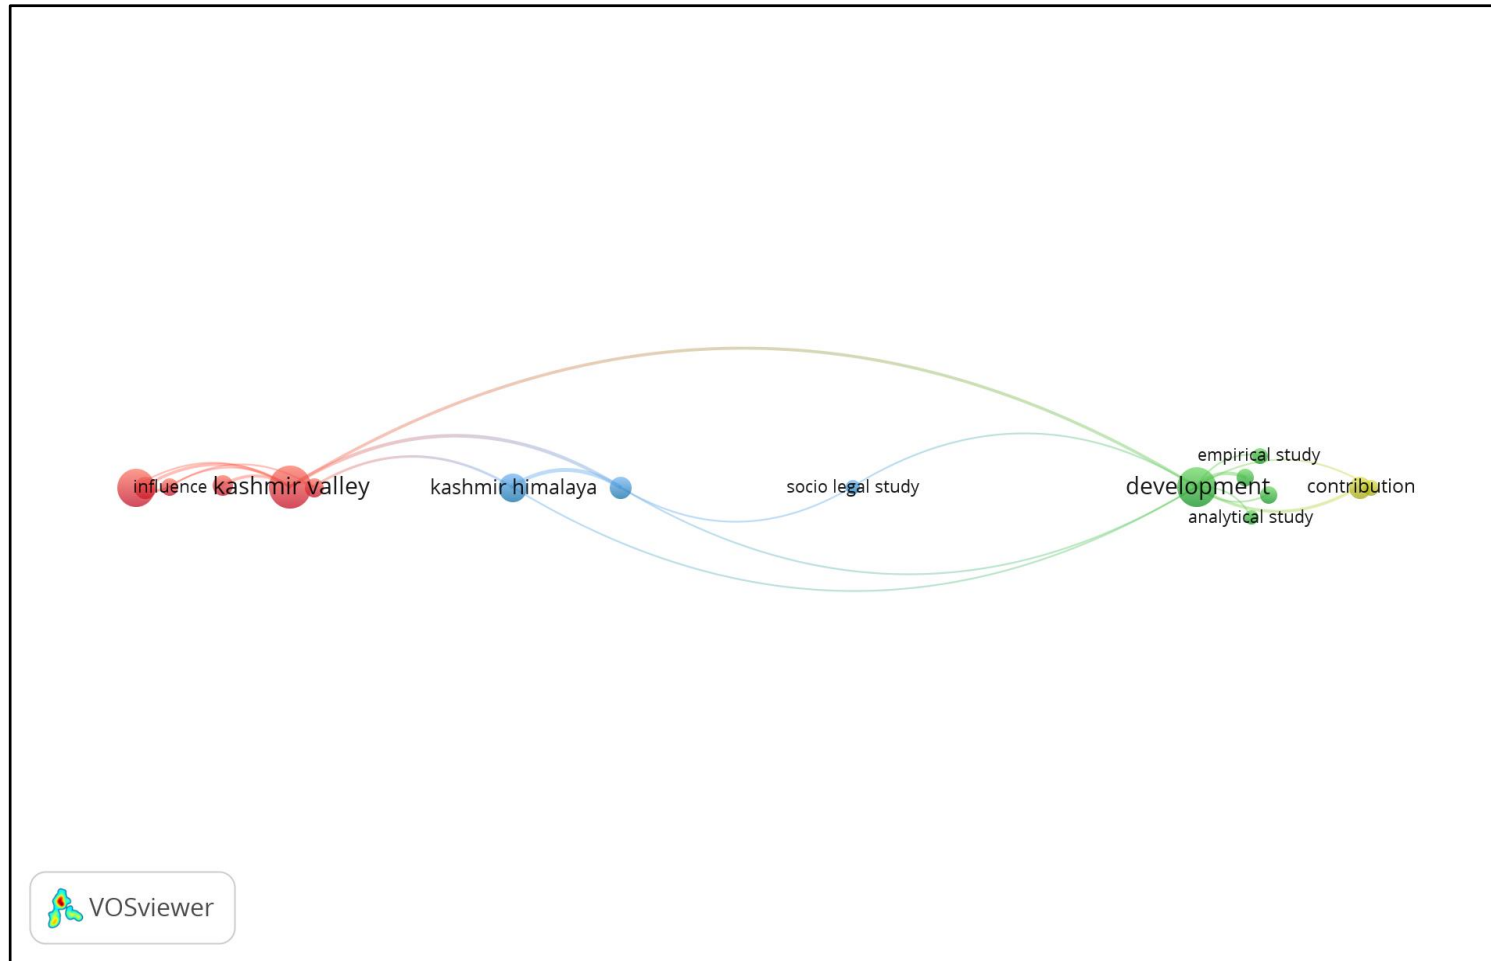 empirical study
influence
kashmir valley
kashmir himalaya
socio legal study
development
contribution
analytical study
VOSviewer